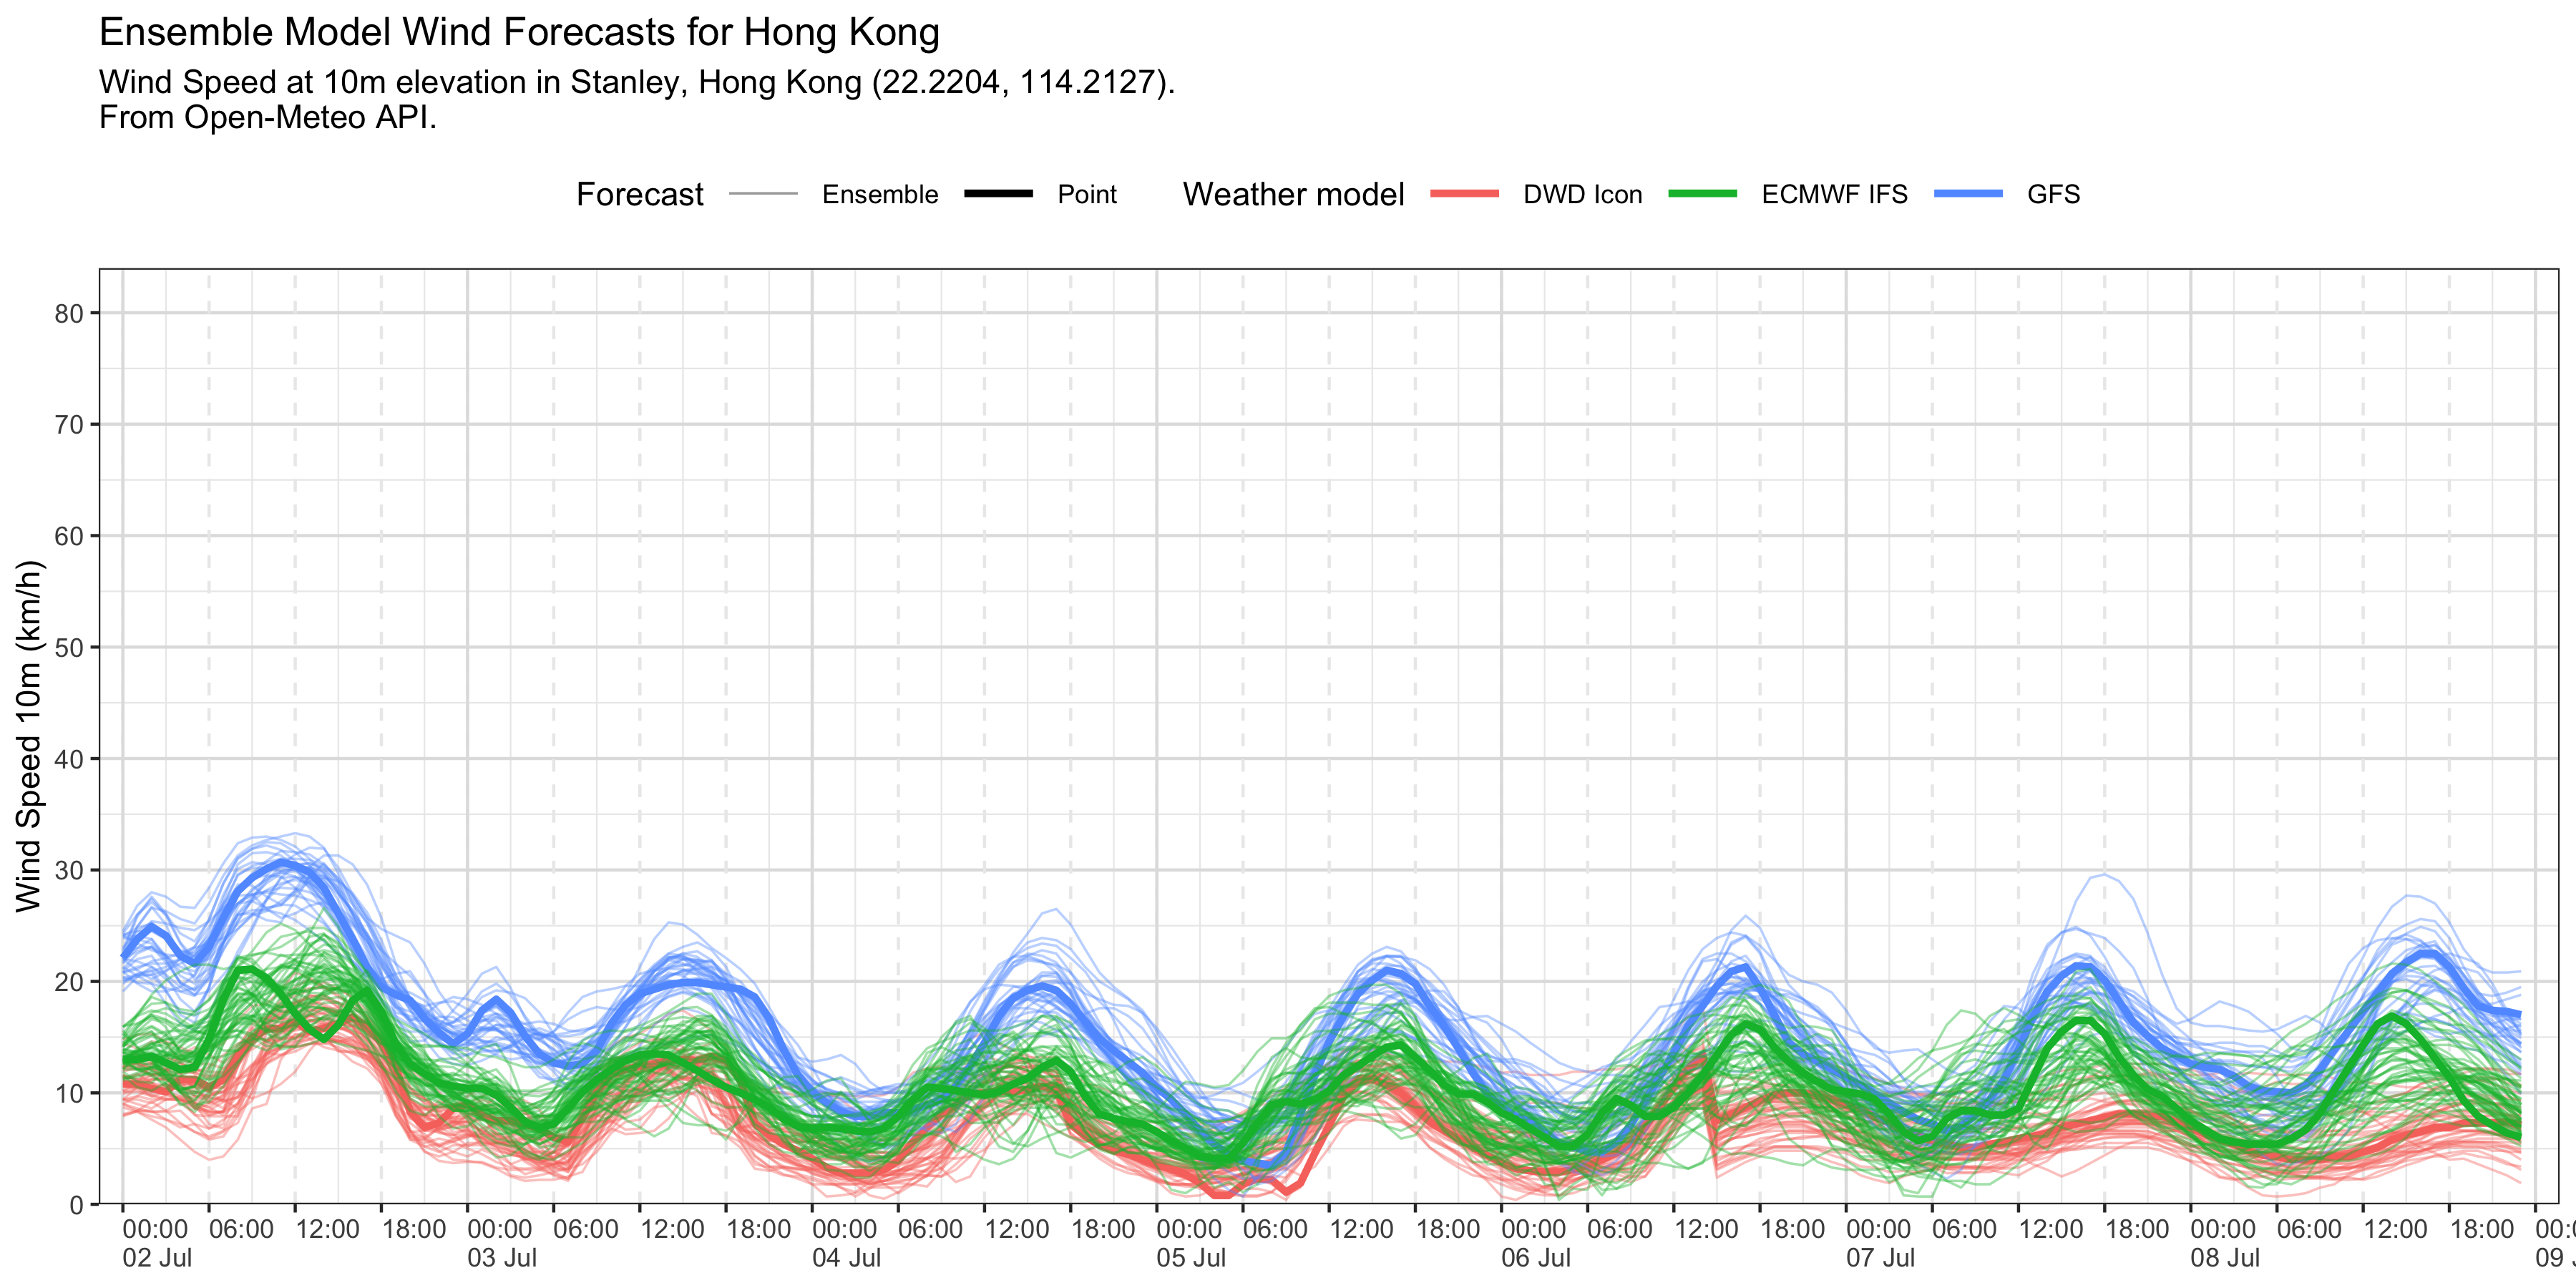 Ensemble Model Wind Forecasts for Hong Kong
Wind Speed at 10m elevation in Stanley, Hong Kong (22.2204, 114.2127).
From Open-Meteo API.
Forecast Ensemble Point Weather model DWD Icon ECMWF IFS GFS
Wind Speed 10m (km/h)
80
70
60
50
40
30
20
10
0
00:00 06:00 12:00 18:00 00:00 06:00 12:00 18:00 00:00 06:00 12:00 18:00 00:00 06:00 12:00 18:00 00:00 06:00 12:00 18:00 00:00 06:00 12:00 18:00 00:00 06:00 12:00 18:00
02 Jul 03 Jul 04 Jul 05 Jul 06 Jul 07 Jul 08 Jul 09